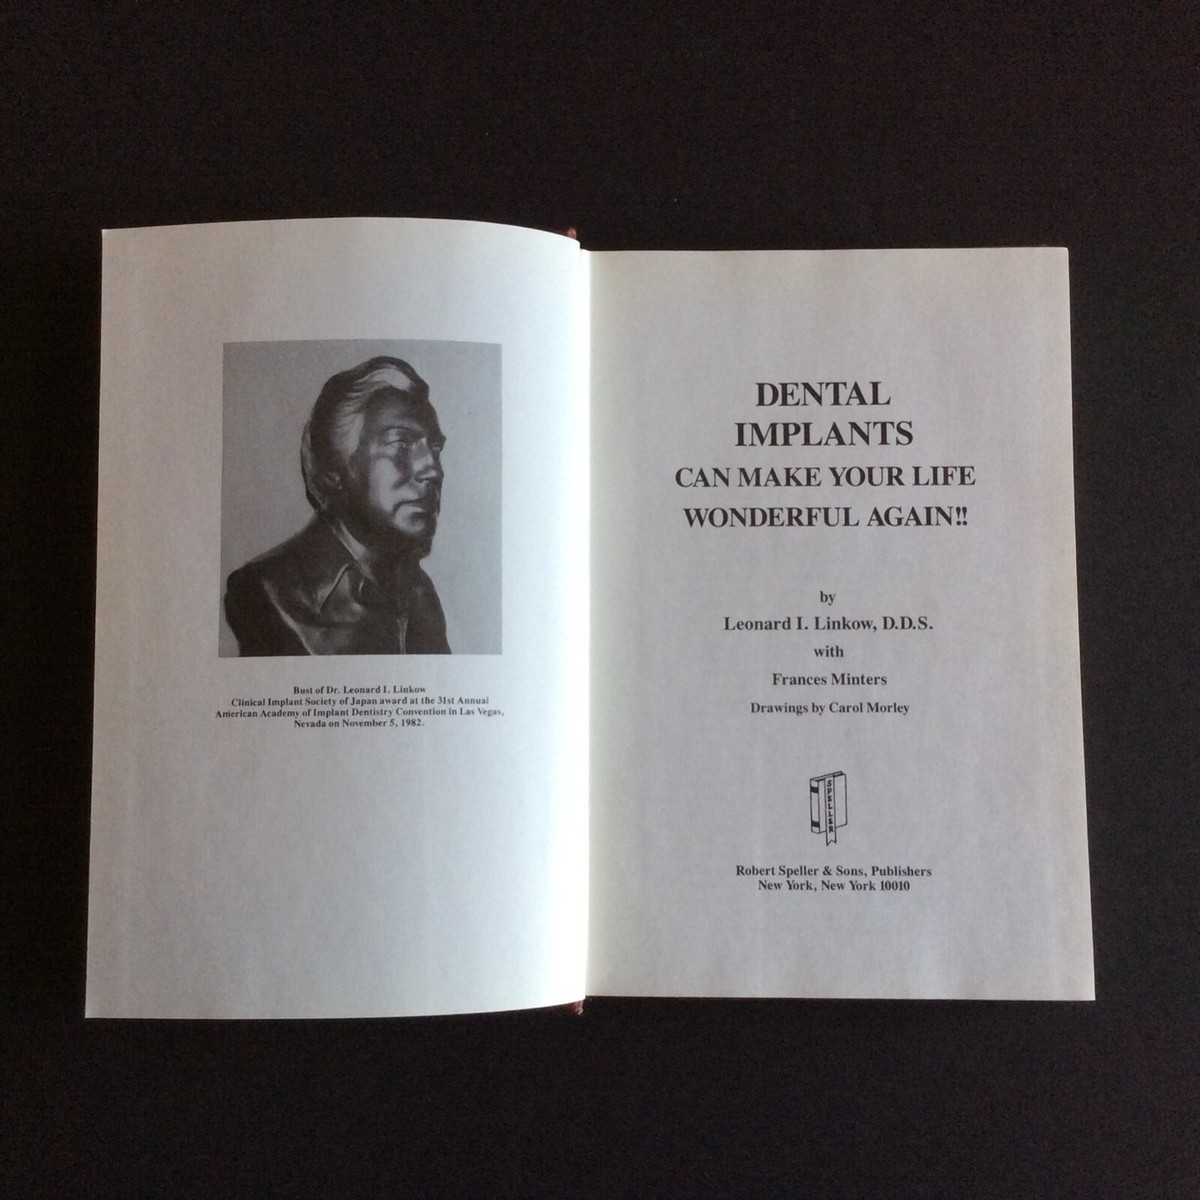 Bust of Dr. Leonard I. Linkow
Clinical Implant Society of Japan award at the 31st Annual
American Academy of Implant Dentistry Convention in Las Vegas,
Nevada on November 5, 1982.
DENTAL
IMPLANTS
CAN MAKE YOUR LIFE
WONDERFUL AGAIN!!
by
Leonard I. Linkow, D.D.S.
with
Frances Minters
Drawings by Carol Morley
SPELLER
Robert Speller & Sons, Publishers
New York, New York 10010